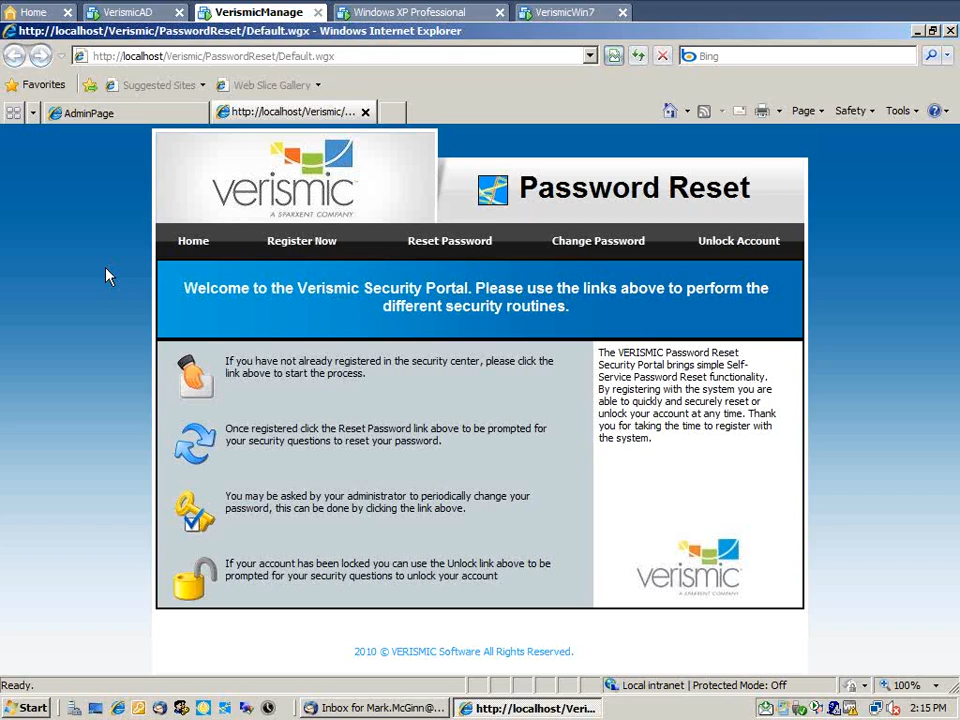 Home
VerismicAD
VerismicManage
Windows XP Professional
VerismicWin7
http://localhost/Verismic/PasswordReset/Default.wgx - Windows Internet Explorer
http://localhost/Verismic/PasswordReset/Default.wgx
Bing
Favorites
Suggested Sites
Web Slice Gallery
AdminPage
http://localhost/Verismic/...
Page
Safety
Tools
verismic
A SPARXENT COMPANY
Password Reset
Home
Register Now
Reset Password
Change Password
Unlock Account
Welcome to the Verismic Security Portal. Please use the links above to perform the
different security routines.
If you have not already registered in the security center, please click the
link above to start the process.
Once registered click the Reset Password link above to be prompted for
your security questions to reset your password.
You may be asked by your administrator to periodically change your
password, this can be done by clicking the link above.
If your account has been locked you can use the Unlock link above to be
prompted for your security questions to unlock your account
The VERISMIC Password Reset
Security Portal brings simple Self-
Service Password Reset functionality.
By registering with the system you are
able to quickly and securely reset or
unlock your account at any time. Thank
you for taking the time to register with
the system.
verismic
A SPARXENT COMPANY
2010 © VERISMIC Software All Rights Reserved.
Ready.
Local intranet | Protected Mode: Off
100%
Start
Inbox for Mark.McGinn@...
http://localhost/Veri...
2:15 PM